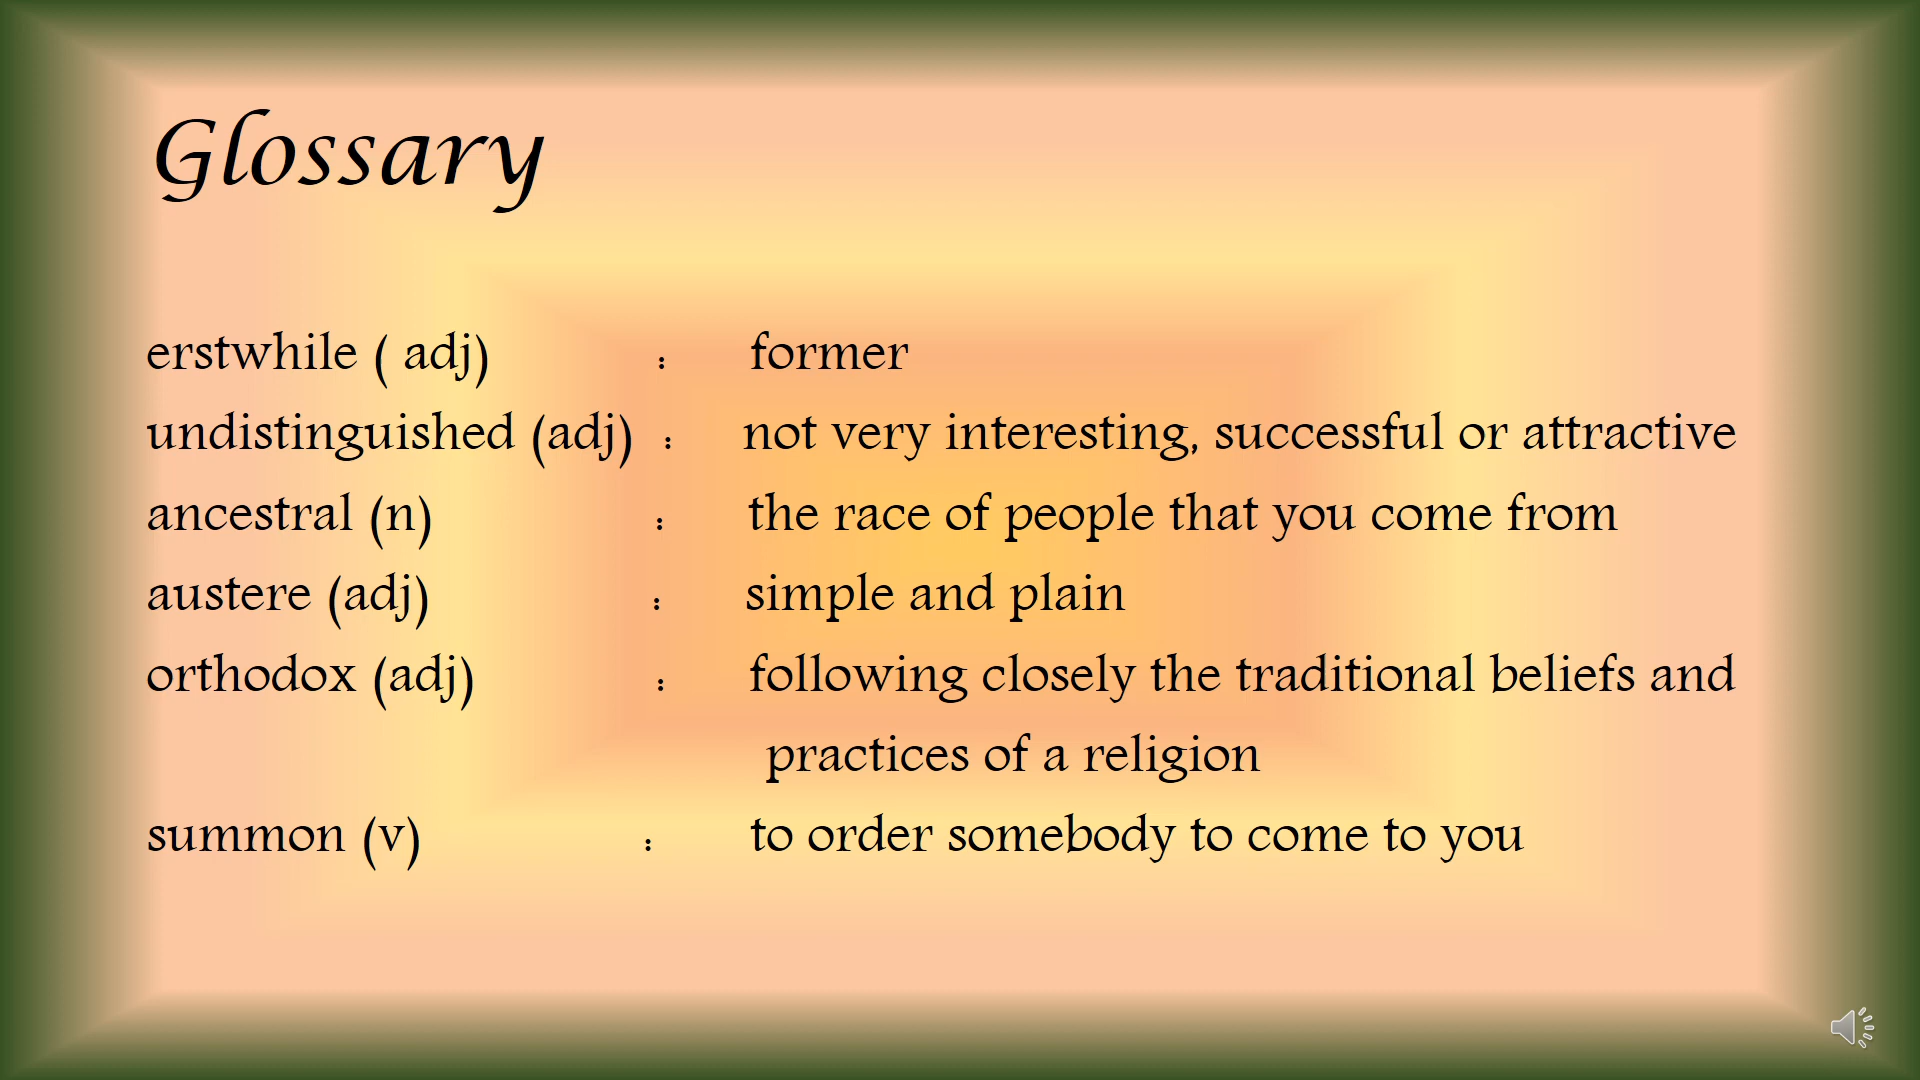 Glossary
erstwhile ( adj) : former
undistinguished (adj) : not very interesting, successful or attractive
ancestral (n) : the race of people that you come from
austere (adj) : simple and plain
orthodox (adj) : following closely the traditional beliefs and
practices of a religion
summon (v) : to order somebody to come to you